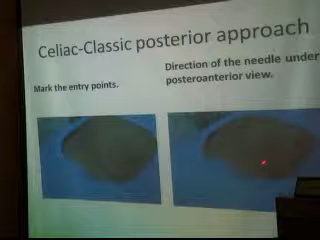 Celiac-Classic posterior approach
Mark the entry points.
Direction of the needle under
posteroanterior view.